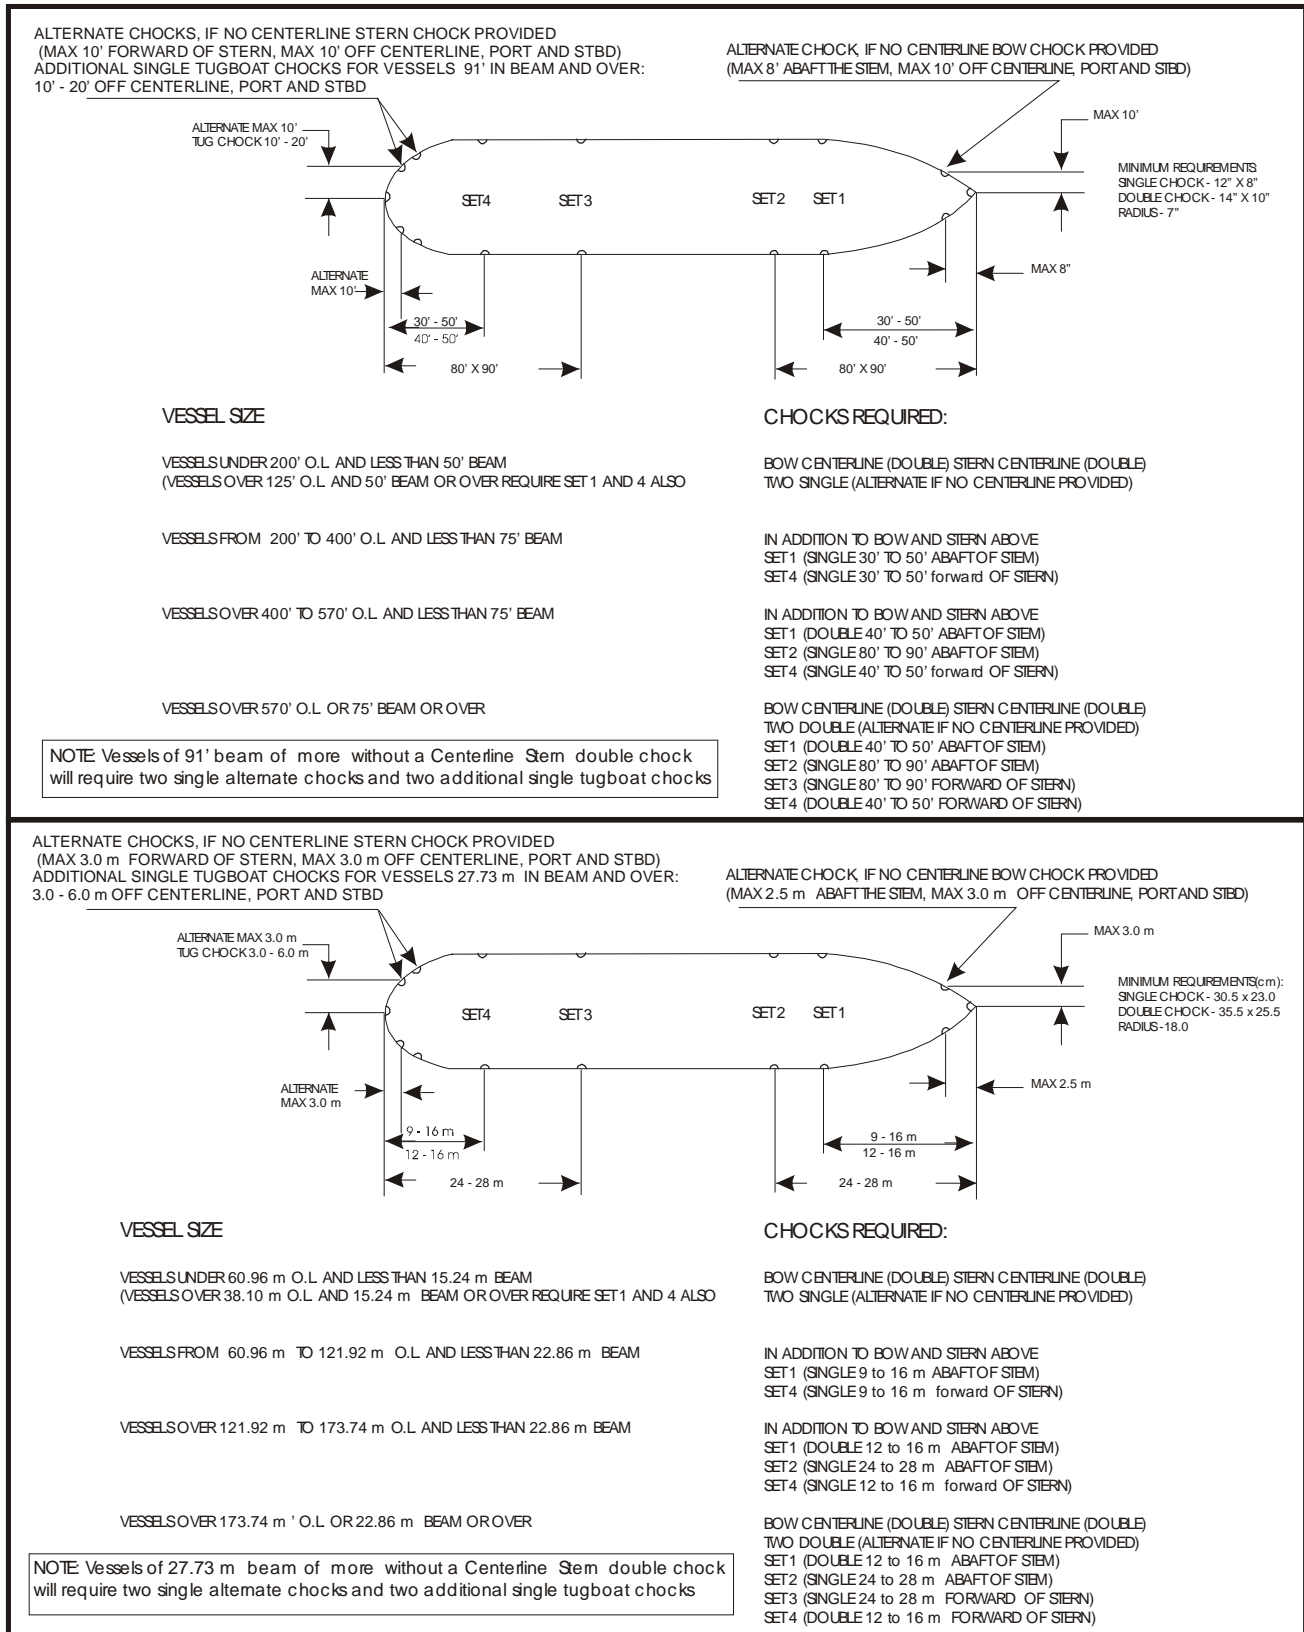 ALTERNATE CHOCKS, IF NO CENTERLINE STERN CHOCK PROVIDED
(MAX 10' FORWARD OF STERN, MAX 10' OFF CENTERLINE, PORT AND STBD)
ADDITIONAL SINGLE TUGBOAT CHOCKS FOR VESSELS 91' IN BEAM AND OVER:
10' - 20' OFF CENTERLINE, PORT AND STBD
ALTERNATE CHOCK, IF NO CENTERLINE BOW CHOCK PROVIDED
(MAX 8' ABAFT THE STEM, MAX 10' OFF CENTERLINE, PORT AND STBD)
ALTERNATE MAX 10'
TUG CHOCK 10' - 20'
MAX 10'
MINIMUM REQUIREMENTS:
SINGLE CHOCK - 12" X 8"
DOUBLE CHOCK - 14" X 10"
RADIUS - 7"
SET4
SET3
SET2
SET1
ALTERNATE
MAX 10'
MAX 8"
30' - 50'
40' - 50'
80' X 90'
30' - 50'
40' - 50'
80' X 90'
VESSEL SIZE
CHOCKS REQUIRED:
VESSELS UNDER 200' O.L. AND LESS THAN 50' BEAM
(VESSELS OVER 125' O.L. AND 50' BEAM OR OVER REQUIRE SET 1 AND 4 ALSO
BOW CENTERLINE (DOUBLE) STERN CENTERLINE (DOUBLE)
TWO SINGLE (ALTERNATE IF NO CENTERLINE PROVIDED)
VESSELS FROM 200' TO 400' O.L. AND LESS THAN 75' BEAM
IN ADDITION TO BOW AND STERN ABOVE
SET1 (SINGLE 30' TO 50' ABAFT OF STEM)
SET4 (SINGLE 30' TO 50' forward OF STERN)
VESSELS OVER 400' TO 570' O.L. AND LESS THAN 75' BEAM
IN ADDITION TO BOW AND STERN ABOVE
SET1 (DOUBLE 40' TO 50' ABAFT OF STEM)
SET2 (SINGLE 80' TO 90' ABAFT OF STEM)
SET4 (SINGLE 40' TO 50' forward OF STERN)
VESSELS OVER 570' O.L. OR 75' BEAM OR OVER
BOW CENTERLINE (DOUBLE) STERN CENTERLINE (DOUBLE)
TWO DOUBLE (ALTERNATE IF NO CENTERLINE PROVIDED)
SET1 (DOUBLE 40' TO 50' ABAFT OF STEM)
SET2 (SINGLE 80' TO 90' ABAFT OF STEM)
SET3 (SINGLE 80' TO 90' FORWARD OF STERN)
SET4 (DOUBLE 40' TO 50' FORWARD OF STERN)
NOTE: Vessels of 91' beam of more without a Centerline Stern double chock
will require two single alternate chocks and two additional single tugboat chocks
ALTERNATE CHOCKS, IF NO CENTERLINE STERN CHOCK PROVIDED
(MAX 3.0 m FORWARD OF STERN, MAX 3.0 m OFF CENTERLINE, PORT AND STBD)
ADDITIONAL SINGLE TUGBOAT CHOCKS FOR VESSELS 27.73 m IN BEAM AND OVER:
3.0 - 6.0 m OFF CENTERLINE, PORT AND STBD
ALTERNATE CHOCK, IF NO CENTERLINE BOW CHOCK PROVIDED
(MAX 2.5 m ABAFT THE STEM, MAX 3.0 m OFF CENTERLINE, PORT AND STBD)
ALTERNATE MAX 3.0 m
TUG CHOCK 3.0 - 6.0 m
MAX 3.0 m
MINIMUM REQUIREMENTS(cm):
SINGLE CHOCK - 30.5 x 23.0
DOUBLE CHOCK - 35.5 x 25.5
RADIUS -18.0
SET4
SET3
SET2
SET1
ALTERNATE
MAX 3.0 m
MAX 2.5 m
9 - 16 m
12 - 16 m
24 - 28 m
9 - 16 m
12 - 16 m
24 - 28 m
VESSEL SIZE
CHOCKS REQUIRED:
VESSELS UNDER 60.96 m O.L. AND LESS THAN 15.24 m BEAM
(VESSELS OVER 38.10 m O.L. AND 15.24 m BEAM OR OVER REQUIRE SET 1 AND 4 ALSO
BOW CENTERLINE (DOUBLE) STERN CENTERLINE (DOUBLE)
TWO SINGLE (ALTERNATE IF NO CENTERLINE PROVIDED)
VESSELS FROM 60.96 m TO 121.92 m O.L. AND LESS THAN 22.86 m BEAM
IN ADDITION TO BOW AND STERN ABOVE
SET1 (SINGLE 9 to 16 m ABAFT OF STEM)
SET4 (SINGLE 9 to 16 m forward OF STERN)
VESSELS OVER 121.92 m TO 173.74 m O.L. AND LESS THAN 22.86 m BEAM
IN ADDITION TO BOW AND STERN ABOVE
SET1 (DOUBLE 12 to 16 m ABAFT OF STEM)
SET2 (SINGLE 24 to 28 m ABAFT OF STEM)
SET4 (SINGLE 12 to 16 m forward OF STERN)
VESSELS OVER 173.74 m ' O.L. OR 22.86 m BEAM OR OVER
BOW CENTERLINE (DOUBLE) STERN CENTERLINE (DOUBLE)
TWO DOUBLE (ALTERNATE IF NO CENTERLINE PROVIDED)
SET1 (DOUBLE 12 to 16 m ABAFT OF STEM)
SET2 (SINGLE 24 to 28 m ABAFT OF STEM)
SET3 (SINGLE 24 to 28 m FORWARD OF STERN)
SET4 (DOUBLE 12 to 16 m FORWARD OF STERN)
NOTE: Vessels of 27.73 m beam of more without a Centerline Stern double chock
will require two single alternate chocks and two additional single tugboat chocks